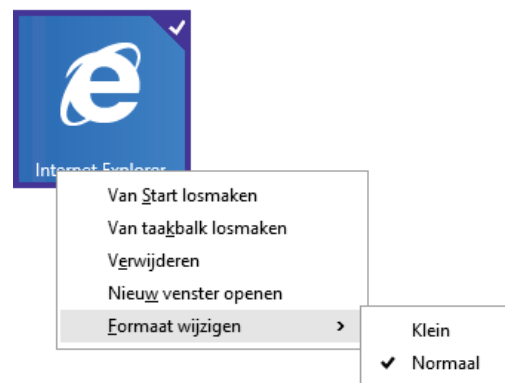 Internet Explorer
Van Start losmaken
Van taakbalk losmaken
Verwijderen
Nieuw venster openen
Formaat wijzigen
Klein
Normaal